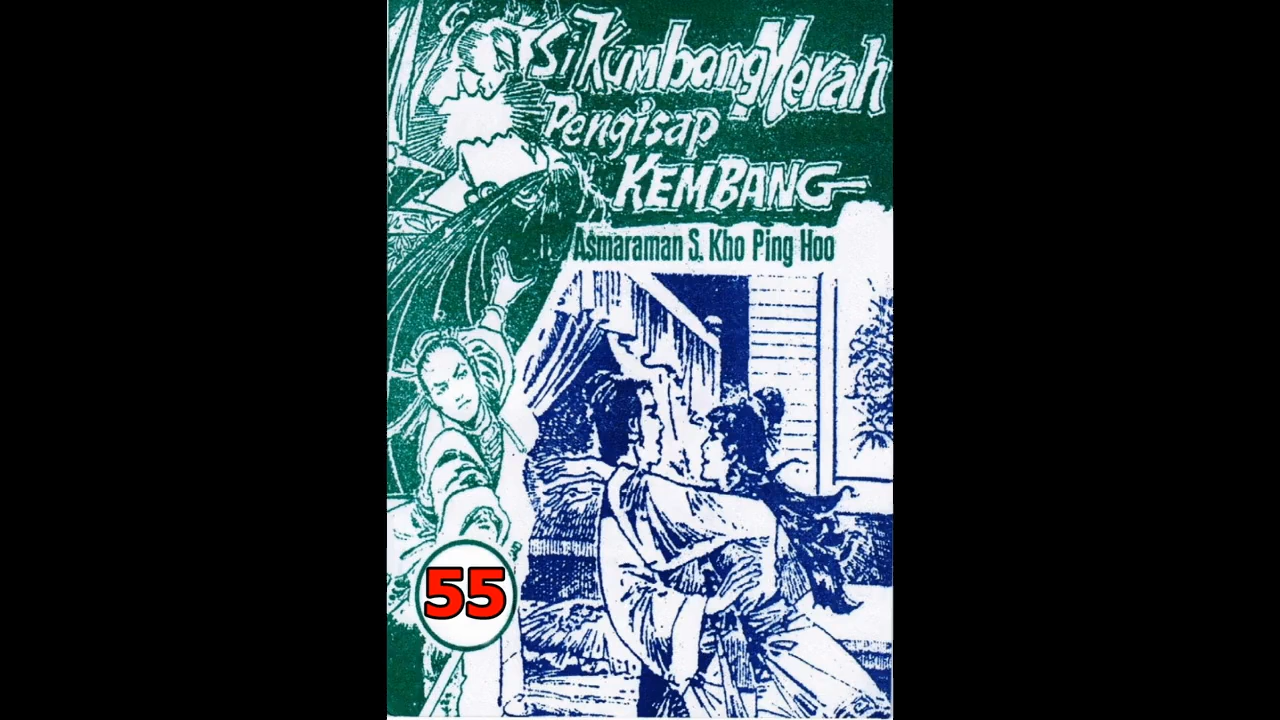 Si Kumbang Merah
Pengisap
KEMBANG
Asmaraman S. Kho Ping Hoo
55